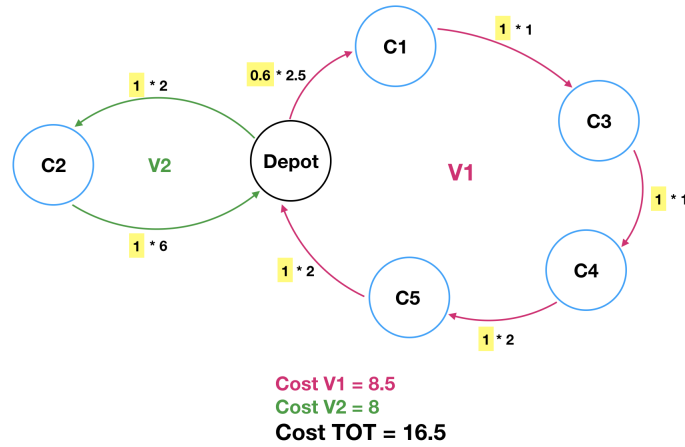 C1
1 * 1
0.6 * 2.5
1 * 2
C3
C2
V2
Depot
V1
1 * 1
1 * 6
1 * 2
C4
C5
1 * 2
Cost V1 = 8.5
Cost V2 = 8
Cost TOT = 16.5